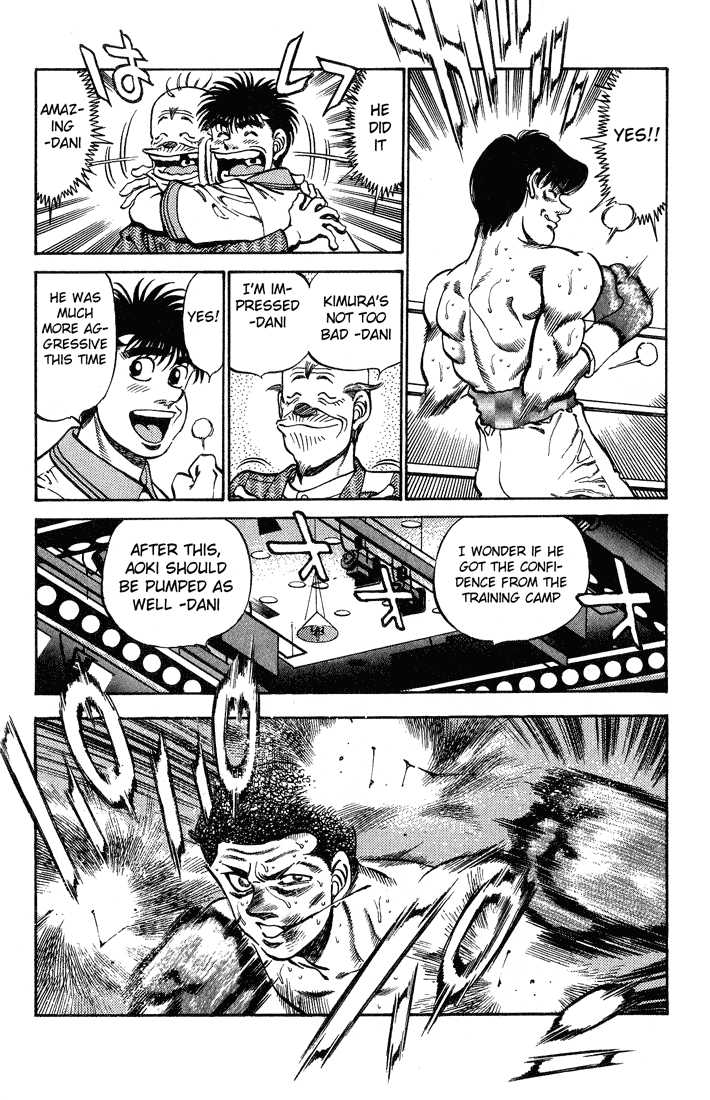 YES!!
はしっ
HE
DID
IT
AMAZ-
ING
-DANI
KIMURA'S
NOT TOO
BAD -DANI
I'M IM-
PRESSED
-DANI
YES!
HE WAS
MUCH
MORE AG-
GRESSIVE
THIS TIME
I WONDER IF HE
GOT THE CONFI-
DENCE FROM THE
TRAINING CAMP
AFTER THIS,
AOKI SHOULD
BE PUMPED AS
WELL -DANI